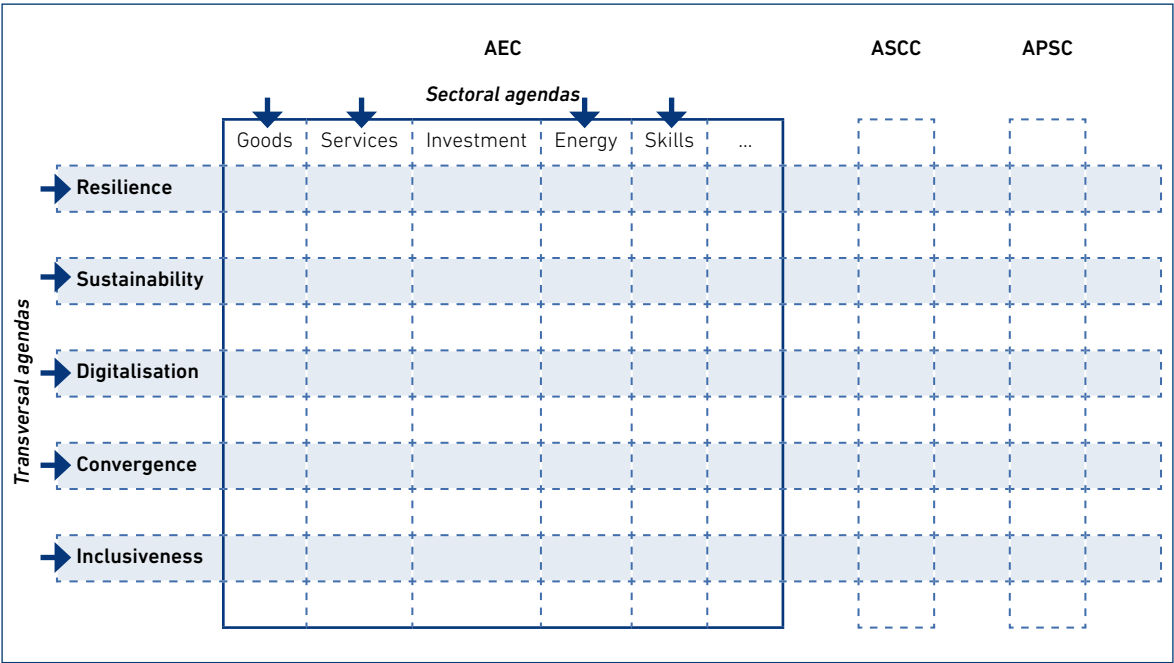 AEC ASCC APSC
Sectoral agendas
Goods Services Investment Energy Skills ...
Transversal agendas
Resilience
Sustainability
Digitalisation
Convergence
Inclusiveness